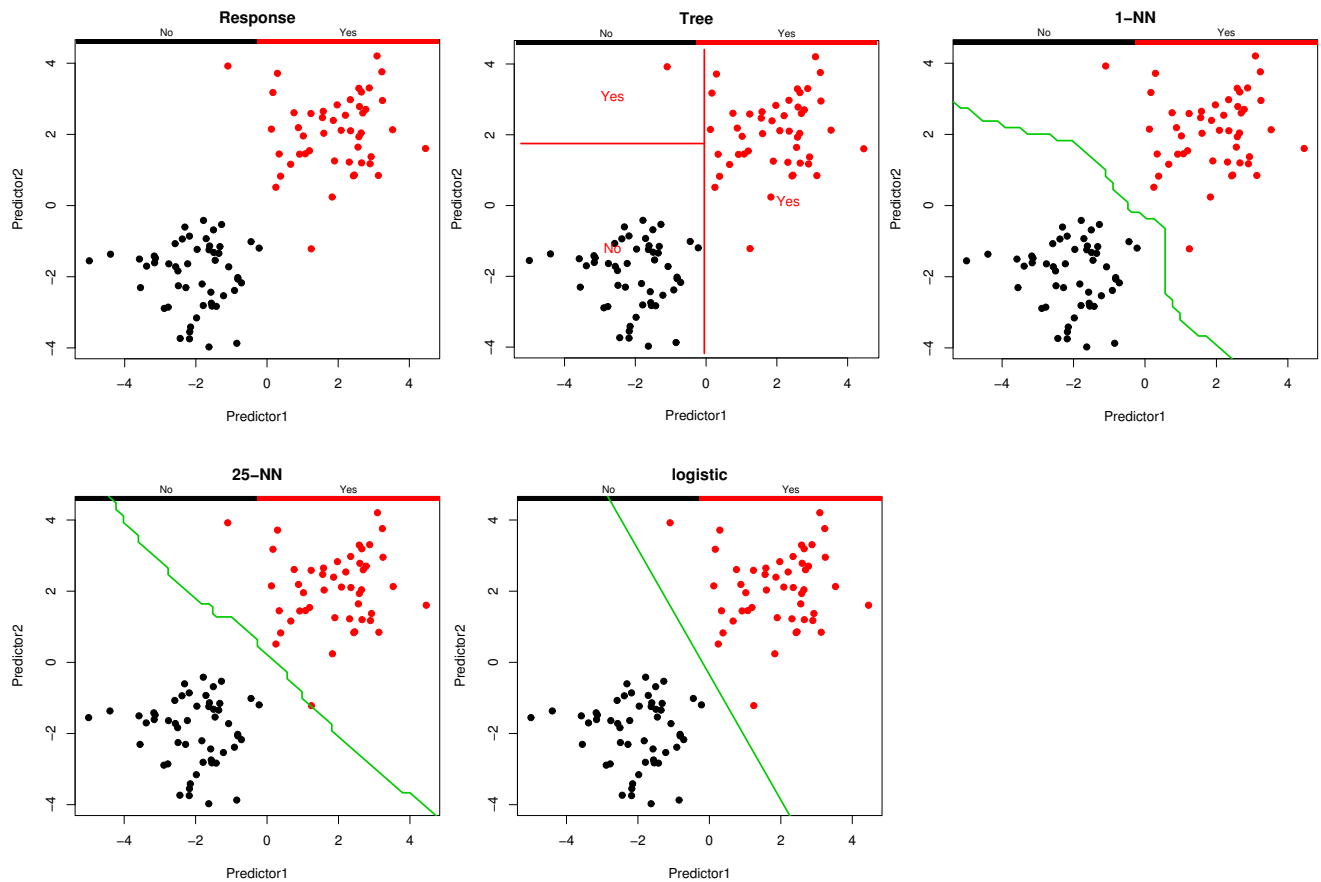 Response
No Yes
4
2
0
−2
−4
−4 −2 0 2 4
Predictor1
Predictor2
Tree
No Yes
4
2
0
−2
−4
Yes
Yes
No
−4 −2 0 2 4
Predictor1
Predictor2
1−NN
No Yes
4
2
0
−2
−4
−4 −2 0 2 4
Predictor1
Predictor2
25−NN
No Yes
4
2
0
−2
−4
−4 −2 0 2 4
Predictor1
Predictor2
logistic
No Yes
4
2
0
−2
−4
−4 −2 0 2 4
Predictor1
Predictor2